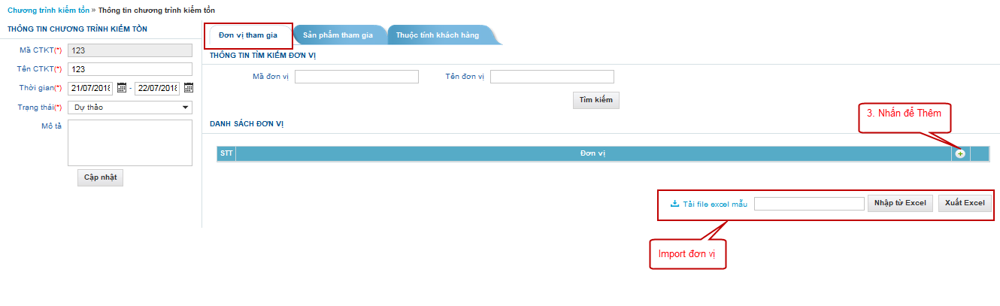 Chương trình kiểm tồn » Thông tin chương trình kiểm tồn
THÔNG TIN CHƯƠNG TRÌNH KIỂM TỒN
Mã CTKT(*) 123
Tên CTKT(*) 123
Thời gian(*) 21/07/2018 - 22/07/2018
Trạng thái(*) Dự thảo
Mô tả
Cập nhật
Đơn vị tham gia Sản phẩm tham gia Thuộc tính khách hàng
THÔNG TIN TÌM KIẾM ĐƠN VỊ
Mã đơn vị Tên đơn vị
Tìm kiếm
3. Nhấn để Thêm
DANH SÁCH ĐƠN VỊ
STT Đơn vị
Tải file excel mẫu Nhập từ Excel Xuất Excel
Import đơn vị